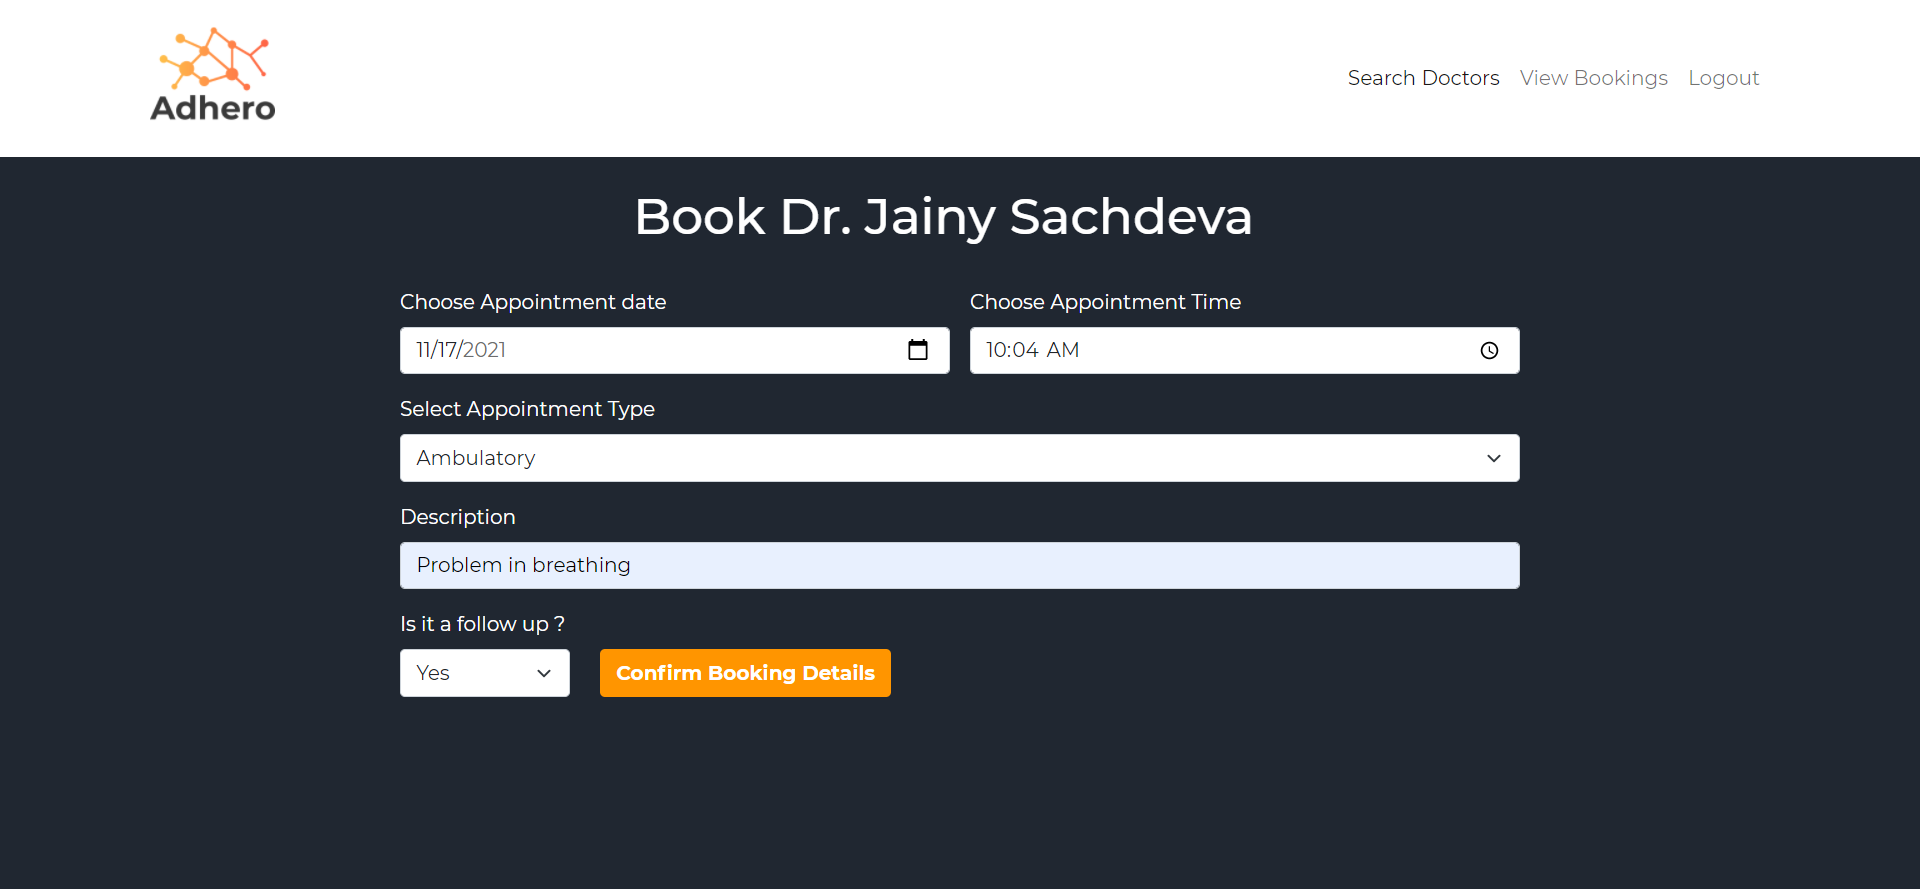 Adhero
Search Doctors View Bookings Logout
Book Dr. Jainy Sachdeva
Choose Appointment date Choose Appointment Time
11/17/2021 10:04 AM
Select Appointment Type
Ambulatory
Description
Problem in breathing
Is it a follow up ?
Yes Confirm Booking Details